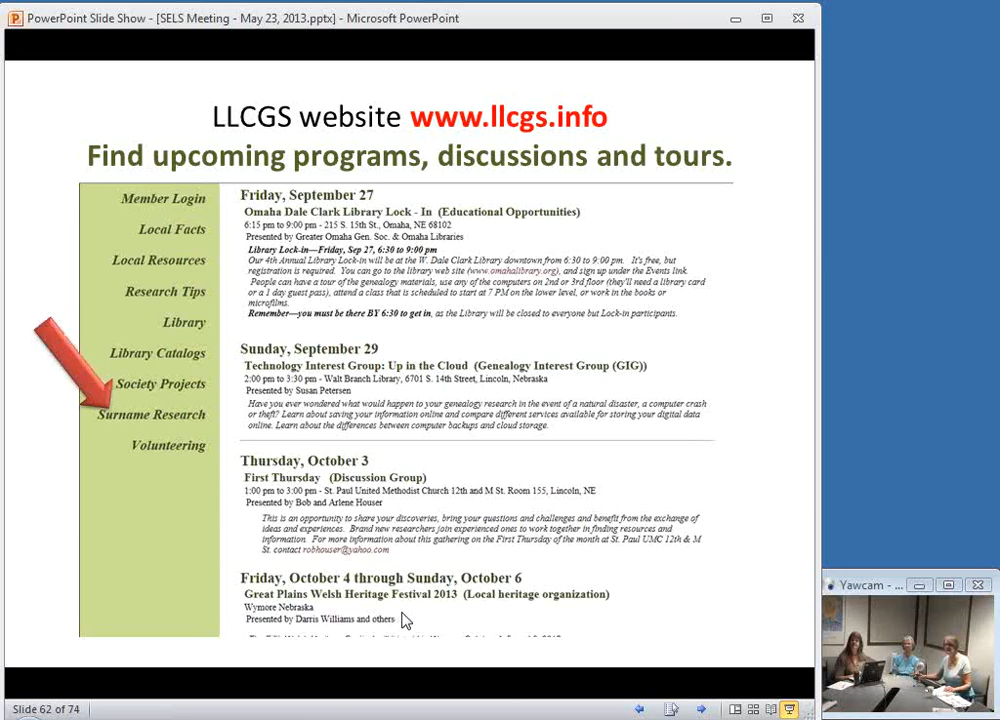 PowerPoint Slide Show - [SELS Meeting - May 23, 2013.pptx] - Microsoft PowerPoint
LLCGS website www.llcgs.info
Find upcoming programs, discussions and tours.
Member Login
Local Facts
Local Resources
Research Tips
Library
Library Catalogs
Society Projects
Surname Research
Volunteering
Friday, September 27
Omaha Dale Clark Library Lock - In (Educational Opportunities)
6:15 pm to 9:00 pm - 215 S. 15th St., Omaha, NE 68102
Presented by Greater Omaha Gen. Soc. & Omaha Libraries
Library Lock-in—Friday, Sep 27, 6:30 to 9:00 pm
Our 4th Annual Library Lock-in will be at the W. Dale Clark Library downtown from 6:30 to 9:00 pm. It's free, but
registration is required. You can go to the library web site (www.omahalibrary.org), and sign up under the Events link.
People can have a tour of the genealogy materials, use any of the computers on 2nd or 3rd floor (they'll need a library card
or a 1 day guest pass), attend a class that is scheduled to start at 7 PM on the lower level, or work in the books or
microfilms.
Remember—you must be there BY 6:30 to get in, as the Library will be closed to everyone but Lock-in participants.
Sunday, September 29
Technology Interest Group: Up in the Cloud (Genealogy Interest Group (GIG))
2:00 pm to 3:30 pm - Walt Branch Library, 6701 S. 14th Street, Lincoln, Nebraska
Presented by Susan Petersen
Have you ever wondered what would happen to your genealogy research in the event of a natural disaster, a computer crash
or theft? Learn about saving your information online and compare different services available for storing your digital data
online. Learn about the differences between computer backups and cloud storage.
Thursday, October 3
First Thursday (Discussion Group)
1:00 pm to 3:00 pm - St. Paul United Methodist Church 12th and M St. Room 155, Lincoln, NE
Presented by Bob and Arlene Houser
This is an opportunity to share your discoveries, bring your questions and challenges and benefit from the exchange of
ideas and experiences. Brand new researchers join experienced ones to work together in finding resources and
information. For more information about this gathering on the First Thursday of the month at St. Paul UMC 12th & M
St. contact robhouser@yahoo.com
Friday, October 4 through Sunday, October 6
Great Plains Welsh Heritage Festival 2013 (Local heritage organization)
Wymore Nebraska
Presented by Darris Williams and others
Yawcam - ...
Slide 62 of 74